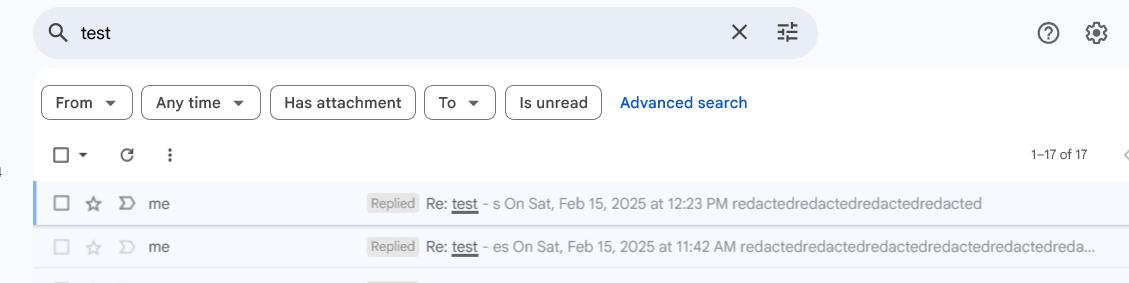 test
From Any time Has attachment To Is unread Advanced search
1–17 of 17
me Replied Re: test - s On Sat, Feb 15, 2025 at 12:23 PM redactedredactedredactedredacted
me Replied Re: test - es On Sat, Feb 15, 2025 at 11:42 AM redactedredactedredactedredactedredactedreda...